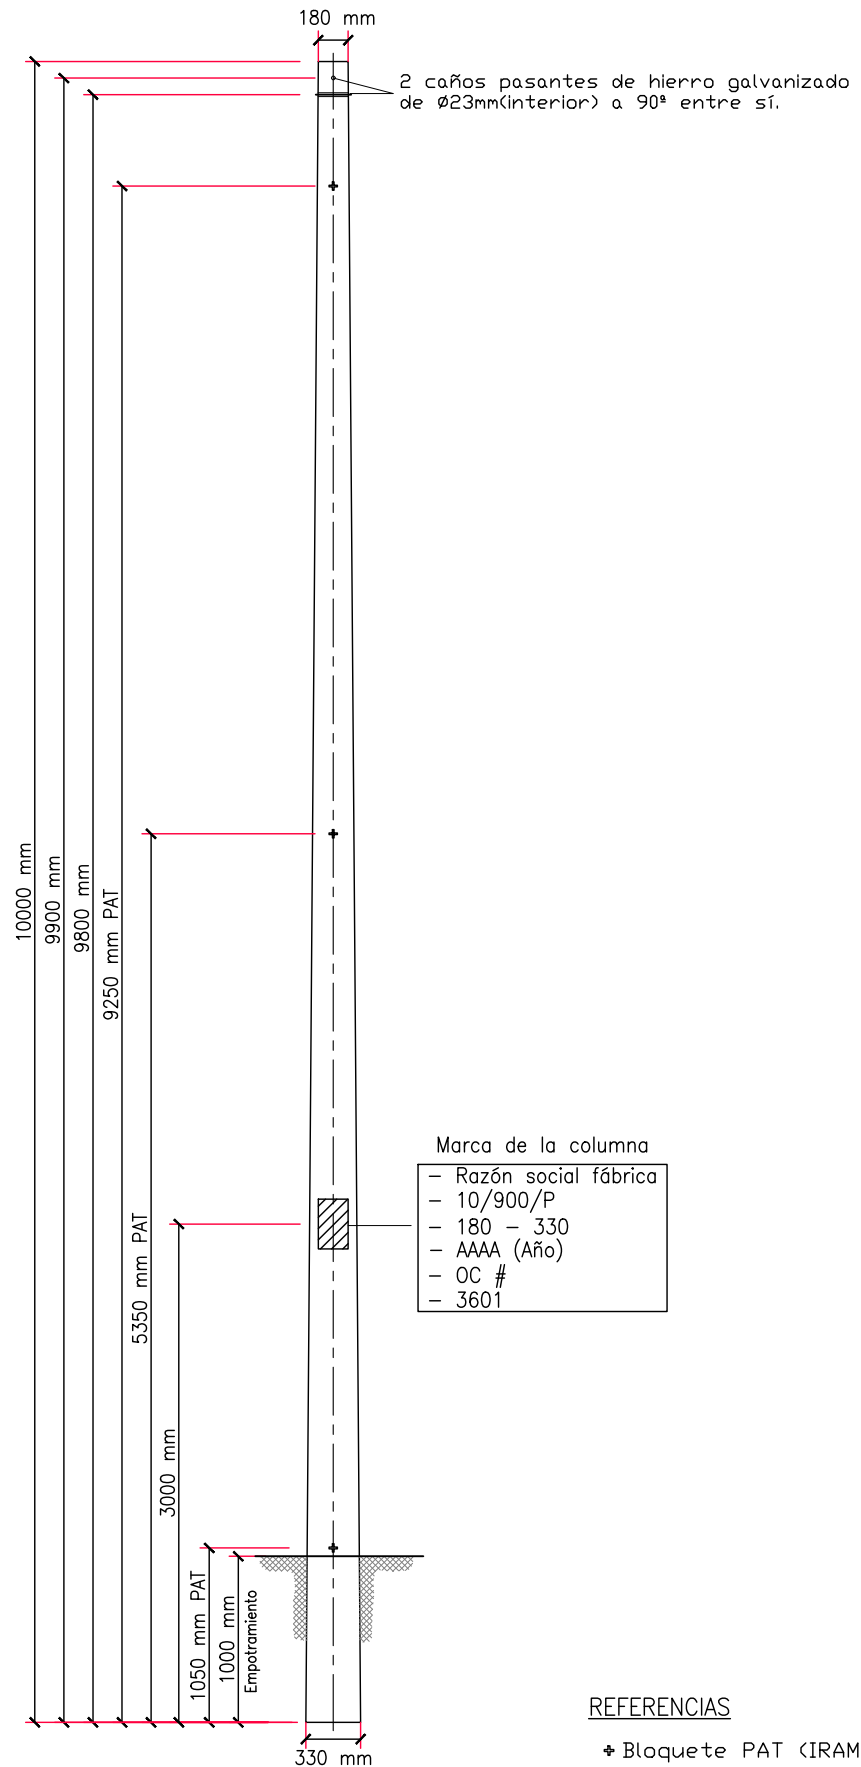 180 mm
2 caños pasantes de hierro galvanizado
de Ø23mm(interior) a 90º entre sí.
10000 mm
9900 mm
9800 mm
9250 mm PAT
5350 mm PAT
3000 mm
1050 mm PAT
1000 mm
Empotramiento
Marca de la columna
- Razón social fábrica
- 10/900/P
- 180 - 330
- AAAA (Año)
- OC #
- 3601
330 mm
REFERENCIAS
Bloquete PAT (IRAM